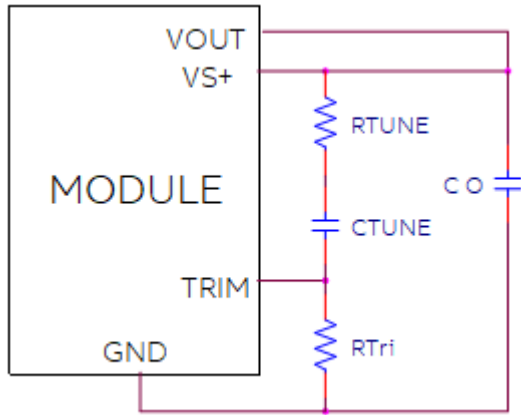 VOUT
VS+
RTUNE
MODULE
C O
CTUNE
TRIM
GND
RTri